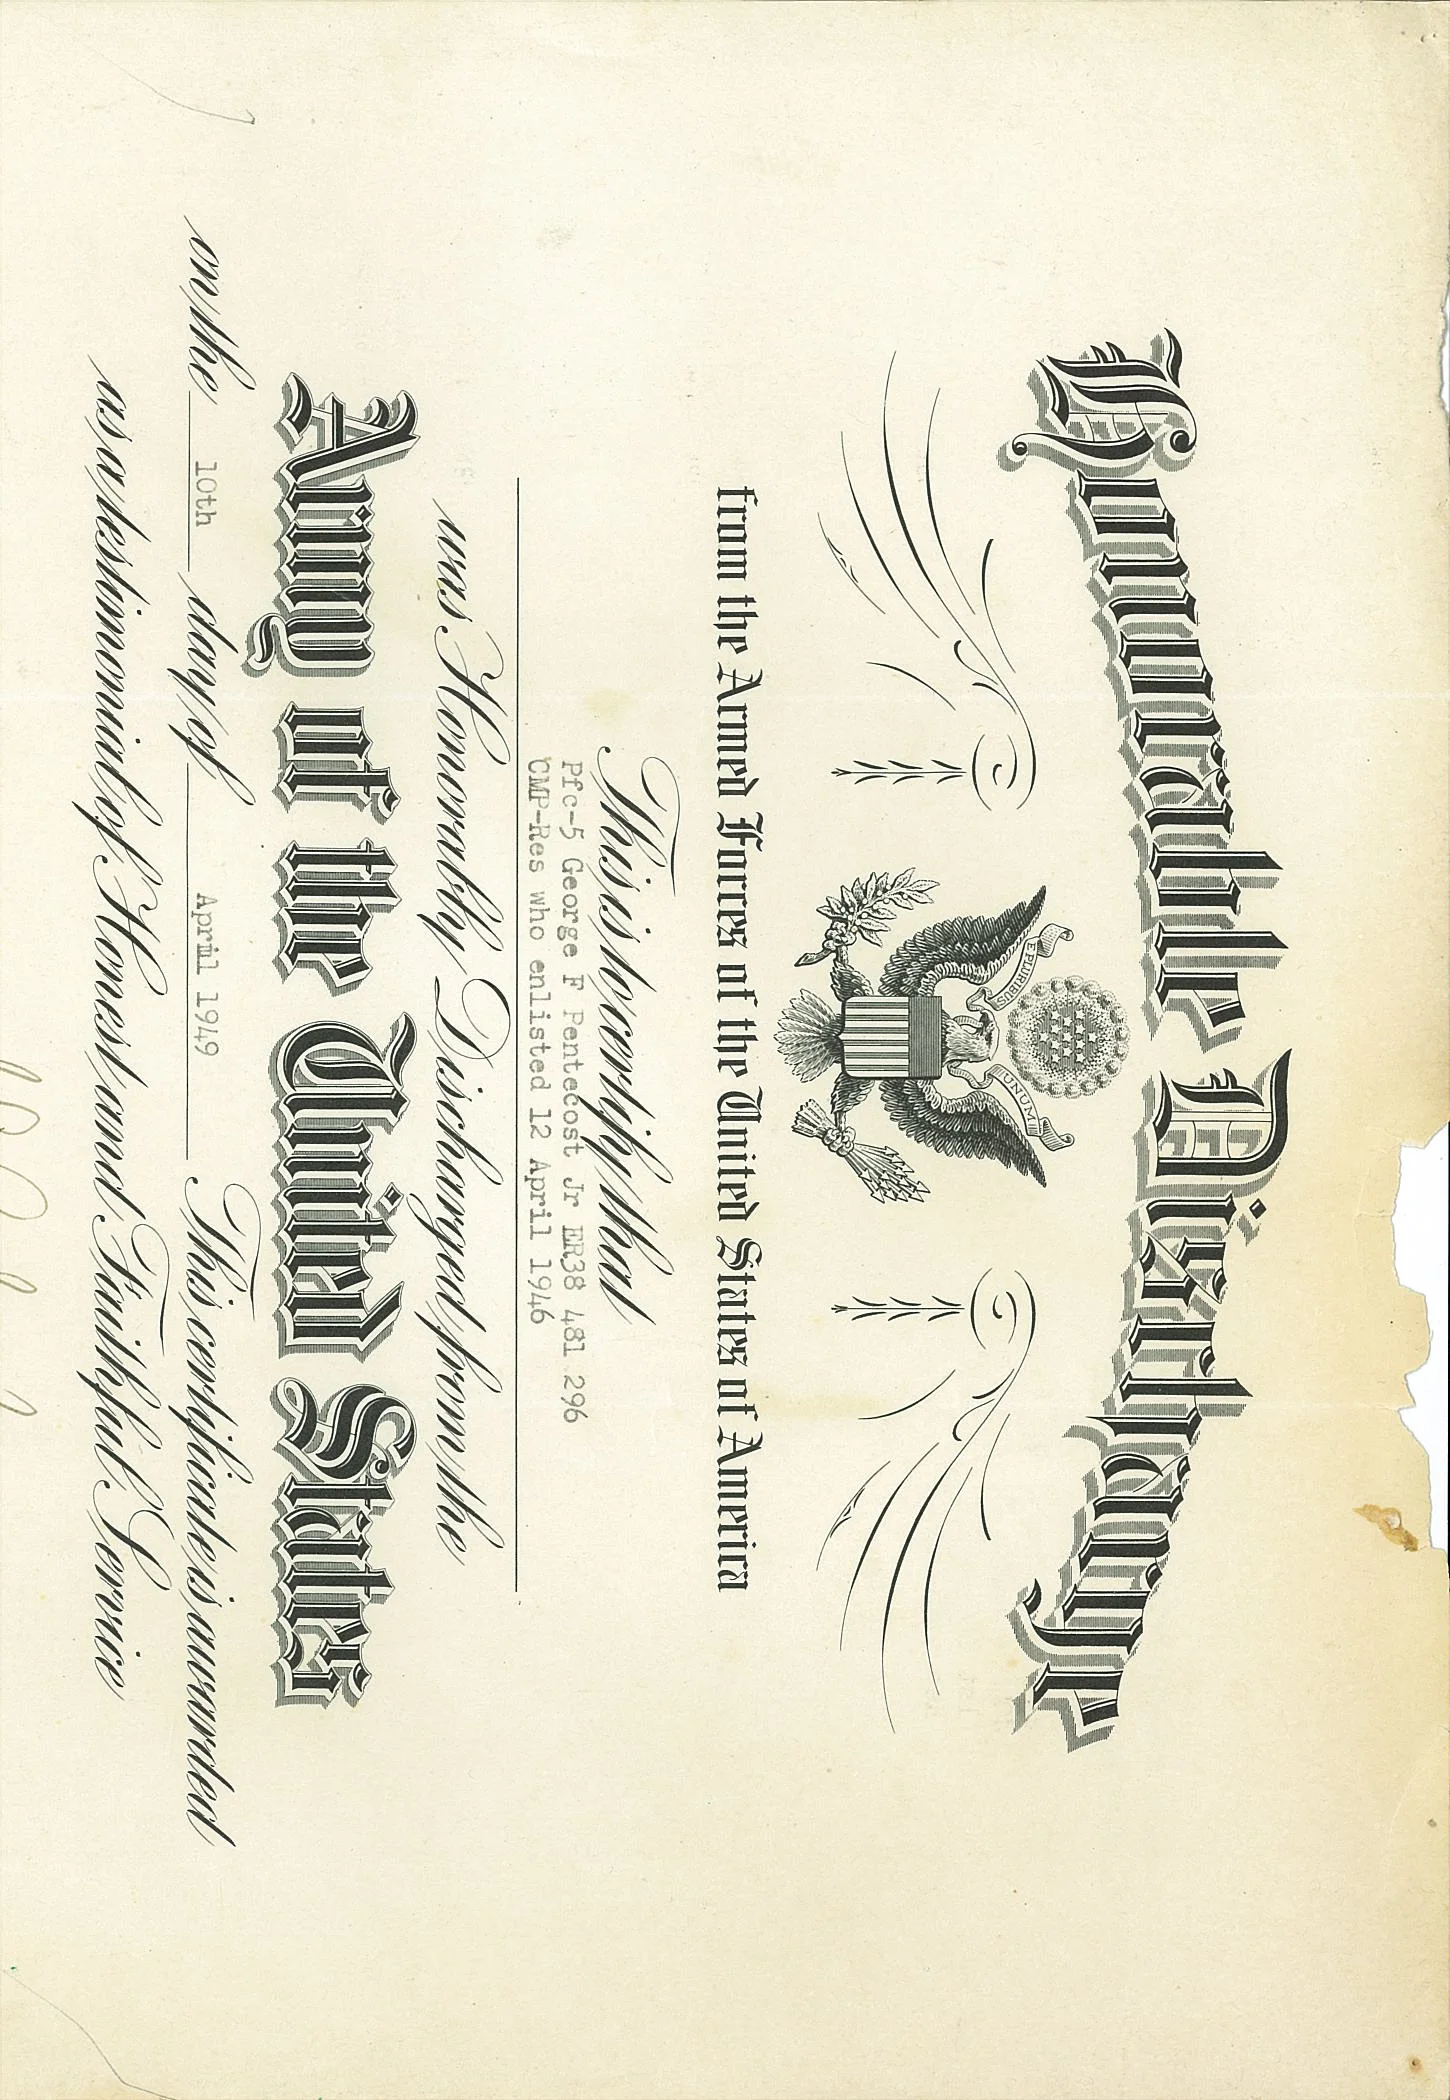 Honorable Discharge
E PLURIBUS UNUM
from the Armed Forces of the United States of America
This is to certify that
Pfc-5 George F Pentecost Jr ER38 481 296
CMP-Res who enlisted 12 April 1946
was Honorably Discharged from the
Army of the United States
on the 10th day of April 1949 This certificate is awarded
as a testimonial of Honest and Faithful Service